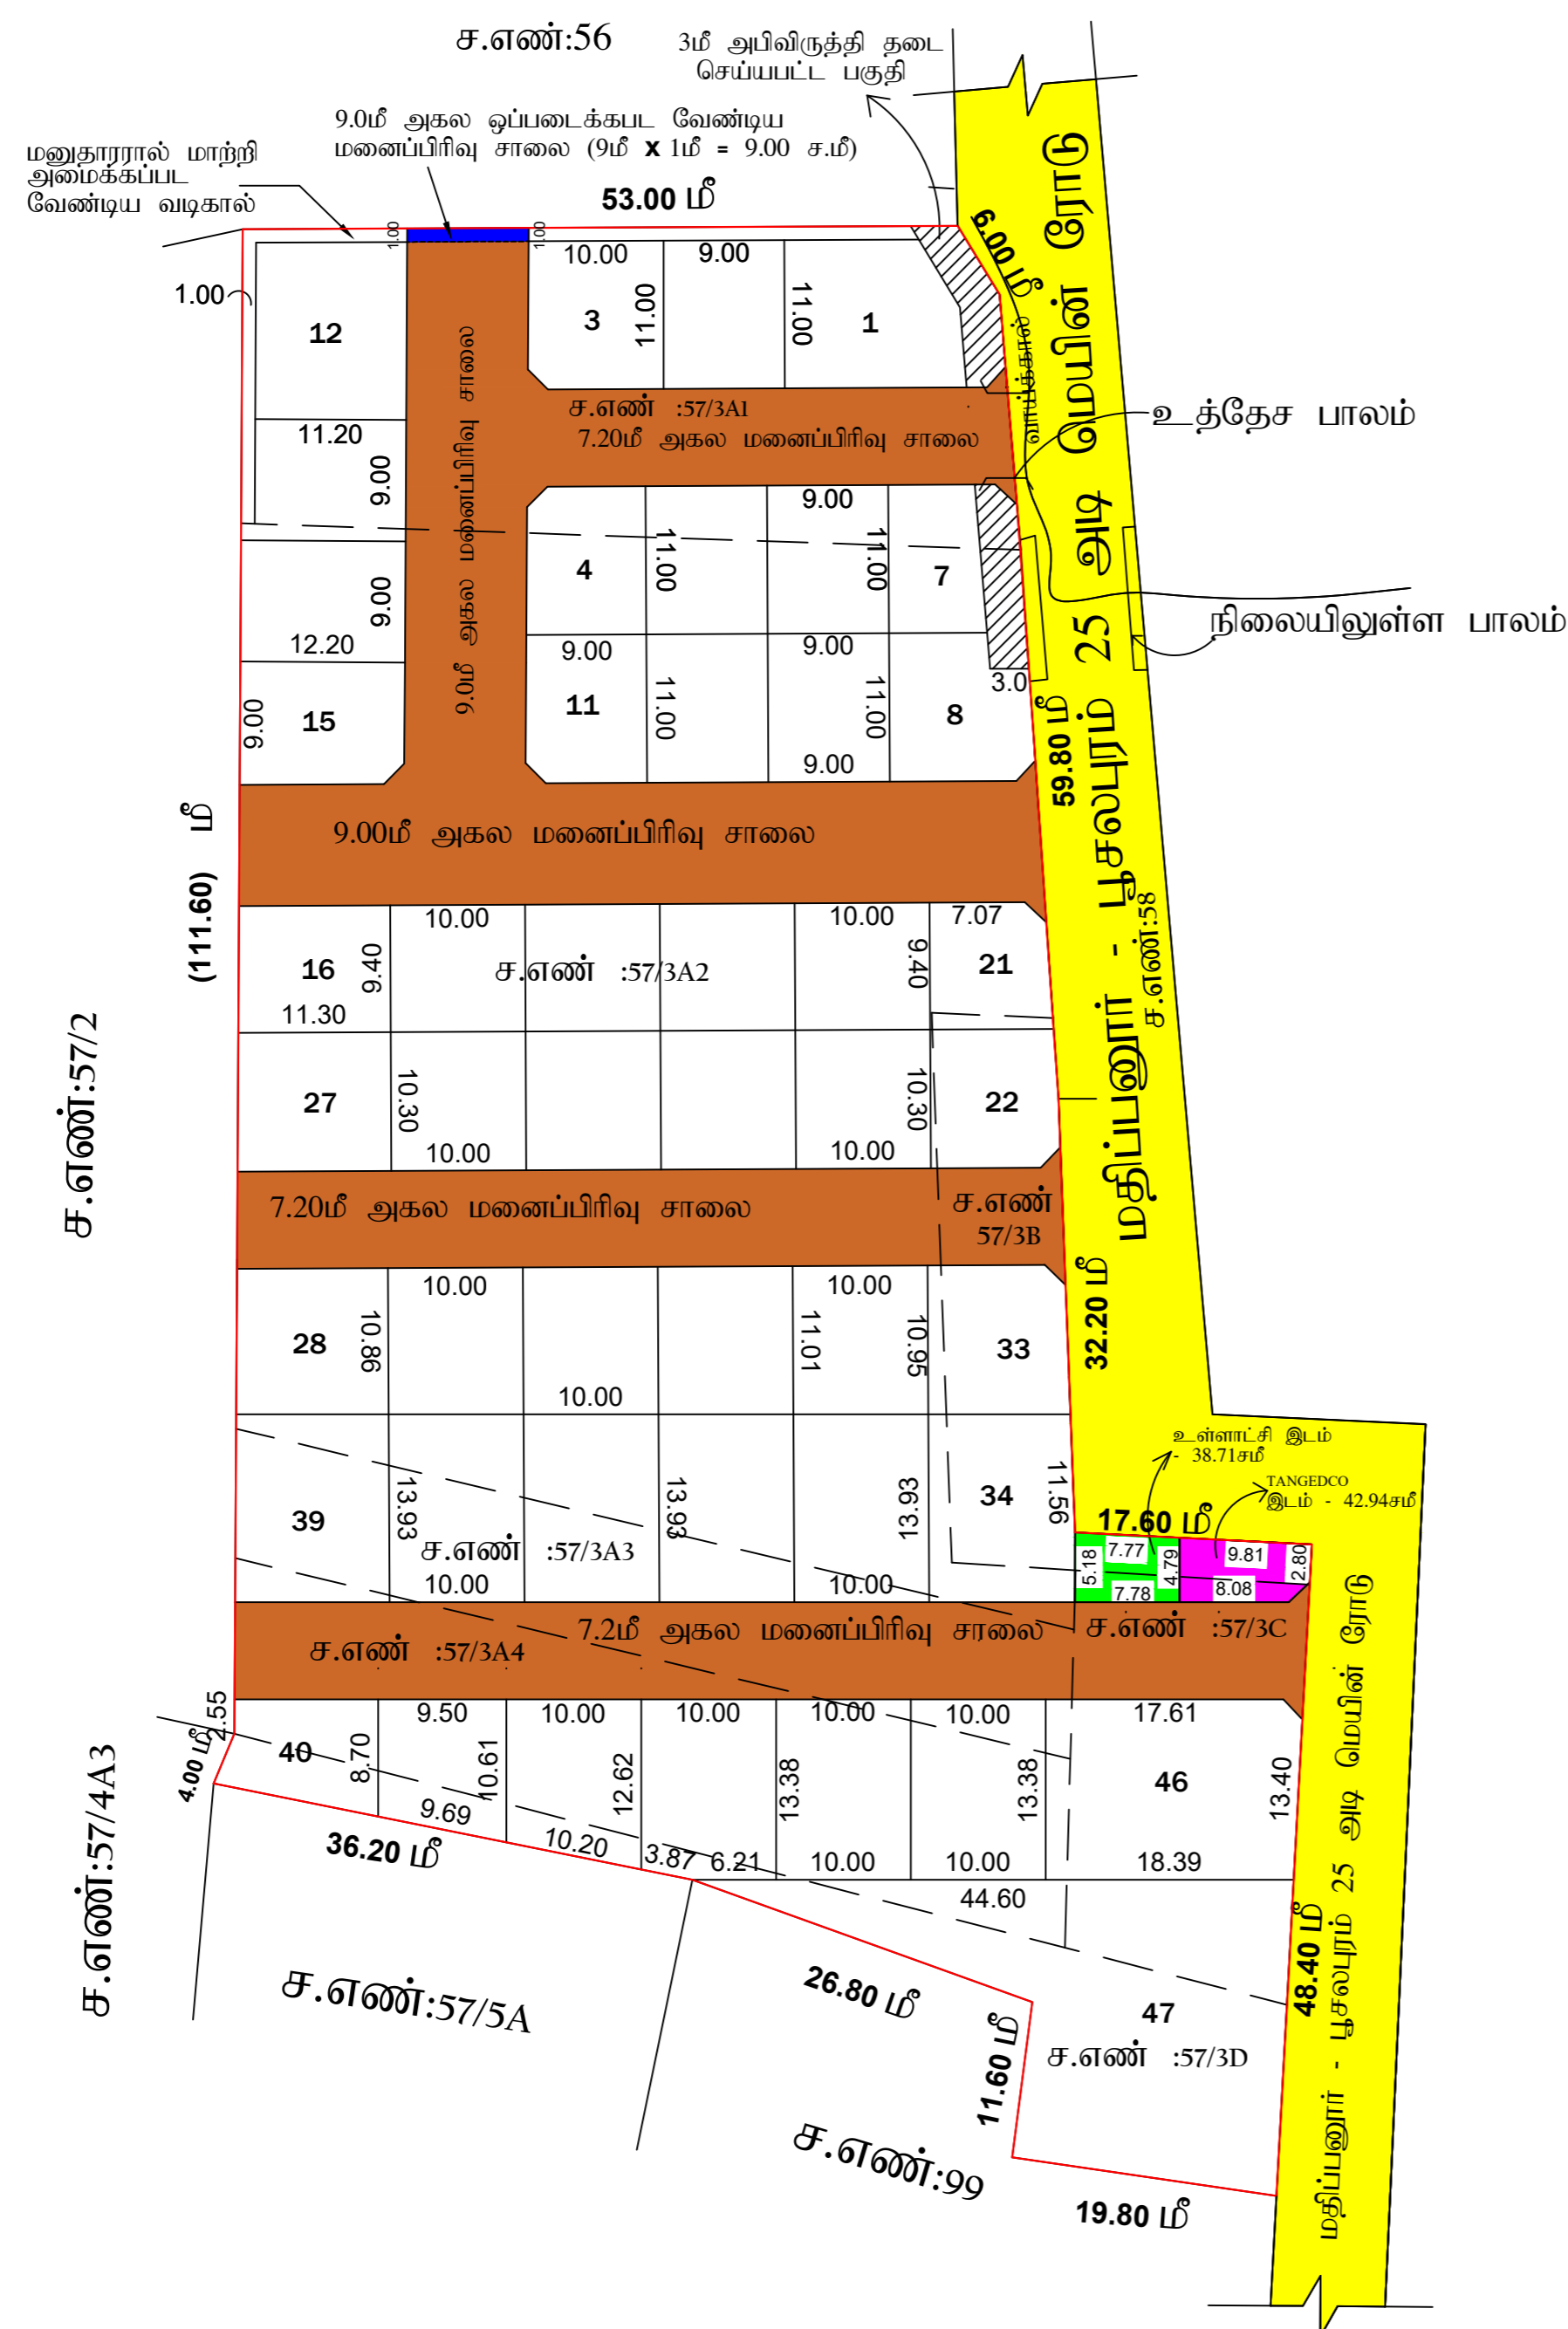 ச.எண்:56
3மீ அபிவிருத்தி தடை
செய்யபட்ட பகுதி
9.0மீ அகல ஒப்படைக்கபட வேண்டிய
மனைப்பிரிவு சாலை (9மீ x 1மீ = 9.00 ச.மீ)
மனுதாரரால் மாற்றி
அமைக்கப்பட
வேண்டிய வடிகால்
53.00 மீ
6.00 மீ
1.00
1.00
10.00
9.00
1.00
12
3
11.00
11.00
1
வாய்க்கால்
9.0மீ அகல மனைப்பிரிவு சாலை
ச.எண் :57/3A1
7.20மீ அகல மனைப்பிரிவு சாலை
உத்தேச பாலம்
11.20
9.00
9.00
4
11.00
11.00
7
9.00
12.20
9.00
9.00
நிலையிலுள்ள பாலம்
3.0
9.00
15
11
11.00
11.00
8
9.00
59.80 மீ
மதிப்பனூர் - பூசலபுரம் 25 அடி மெயின் ரோடு
ச.எண்:58
(111.60) மீ
9.00மீ அகல மனைப்பிரிவு சாலை
10.00
10.00
7.07
16
9.40
ச.எண் :57/3A2
9.40
21
11.30
ச.எண்:57/2
27
10.30
10.30
22
10.00
10.00
7.20மீ அகல மனைப்பிரிவு சாலை
ச.எண்
57/3B
32.20 மீ
10.00
10.00
28
10.86
11.01
10.95
33
10.00
உள்ளாட்சி இடம்
- 38.71சமீ
TANGEDCO
இடம் - 42.94சமீ
39
13.93
13.93
13.93
34
11.56
17.60 மீ
ச.எண் :57/3A3
5.18
7.77
4.79
9.81
2.80
10.00
10.00
7.78
8.08
7.2மீ அகல மனைப்பிரிவு சரலை
ச.எண் :57/3C
ச.எண் :57/3A4
2.55
4.00 மீ
9.50
10.00
10.00
10.00
10.00
17.61
40
8.70
10.61
12.62
13.38
13.38
46
13.40
9.69
10.20
3.87
6.21
10.00
10.00
18.39
36.20 மீ
44.60
ச.எண்:57/4A3
ச.எண்:57/5A
26.80 மீ
11.60 மீ
47
ச.எண் :57/3D
48.40 மீ
மதிப்பனூர் - பூசலபுரம் 25 அடி மெயின் ரோடு
ச.எண்:99
19.80 மீ